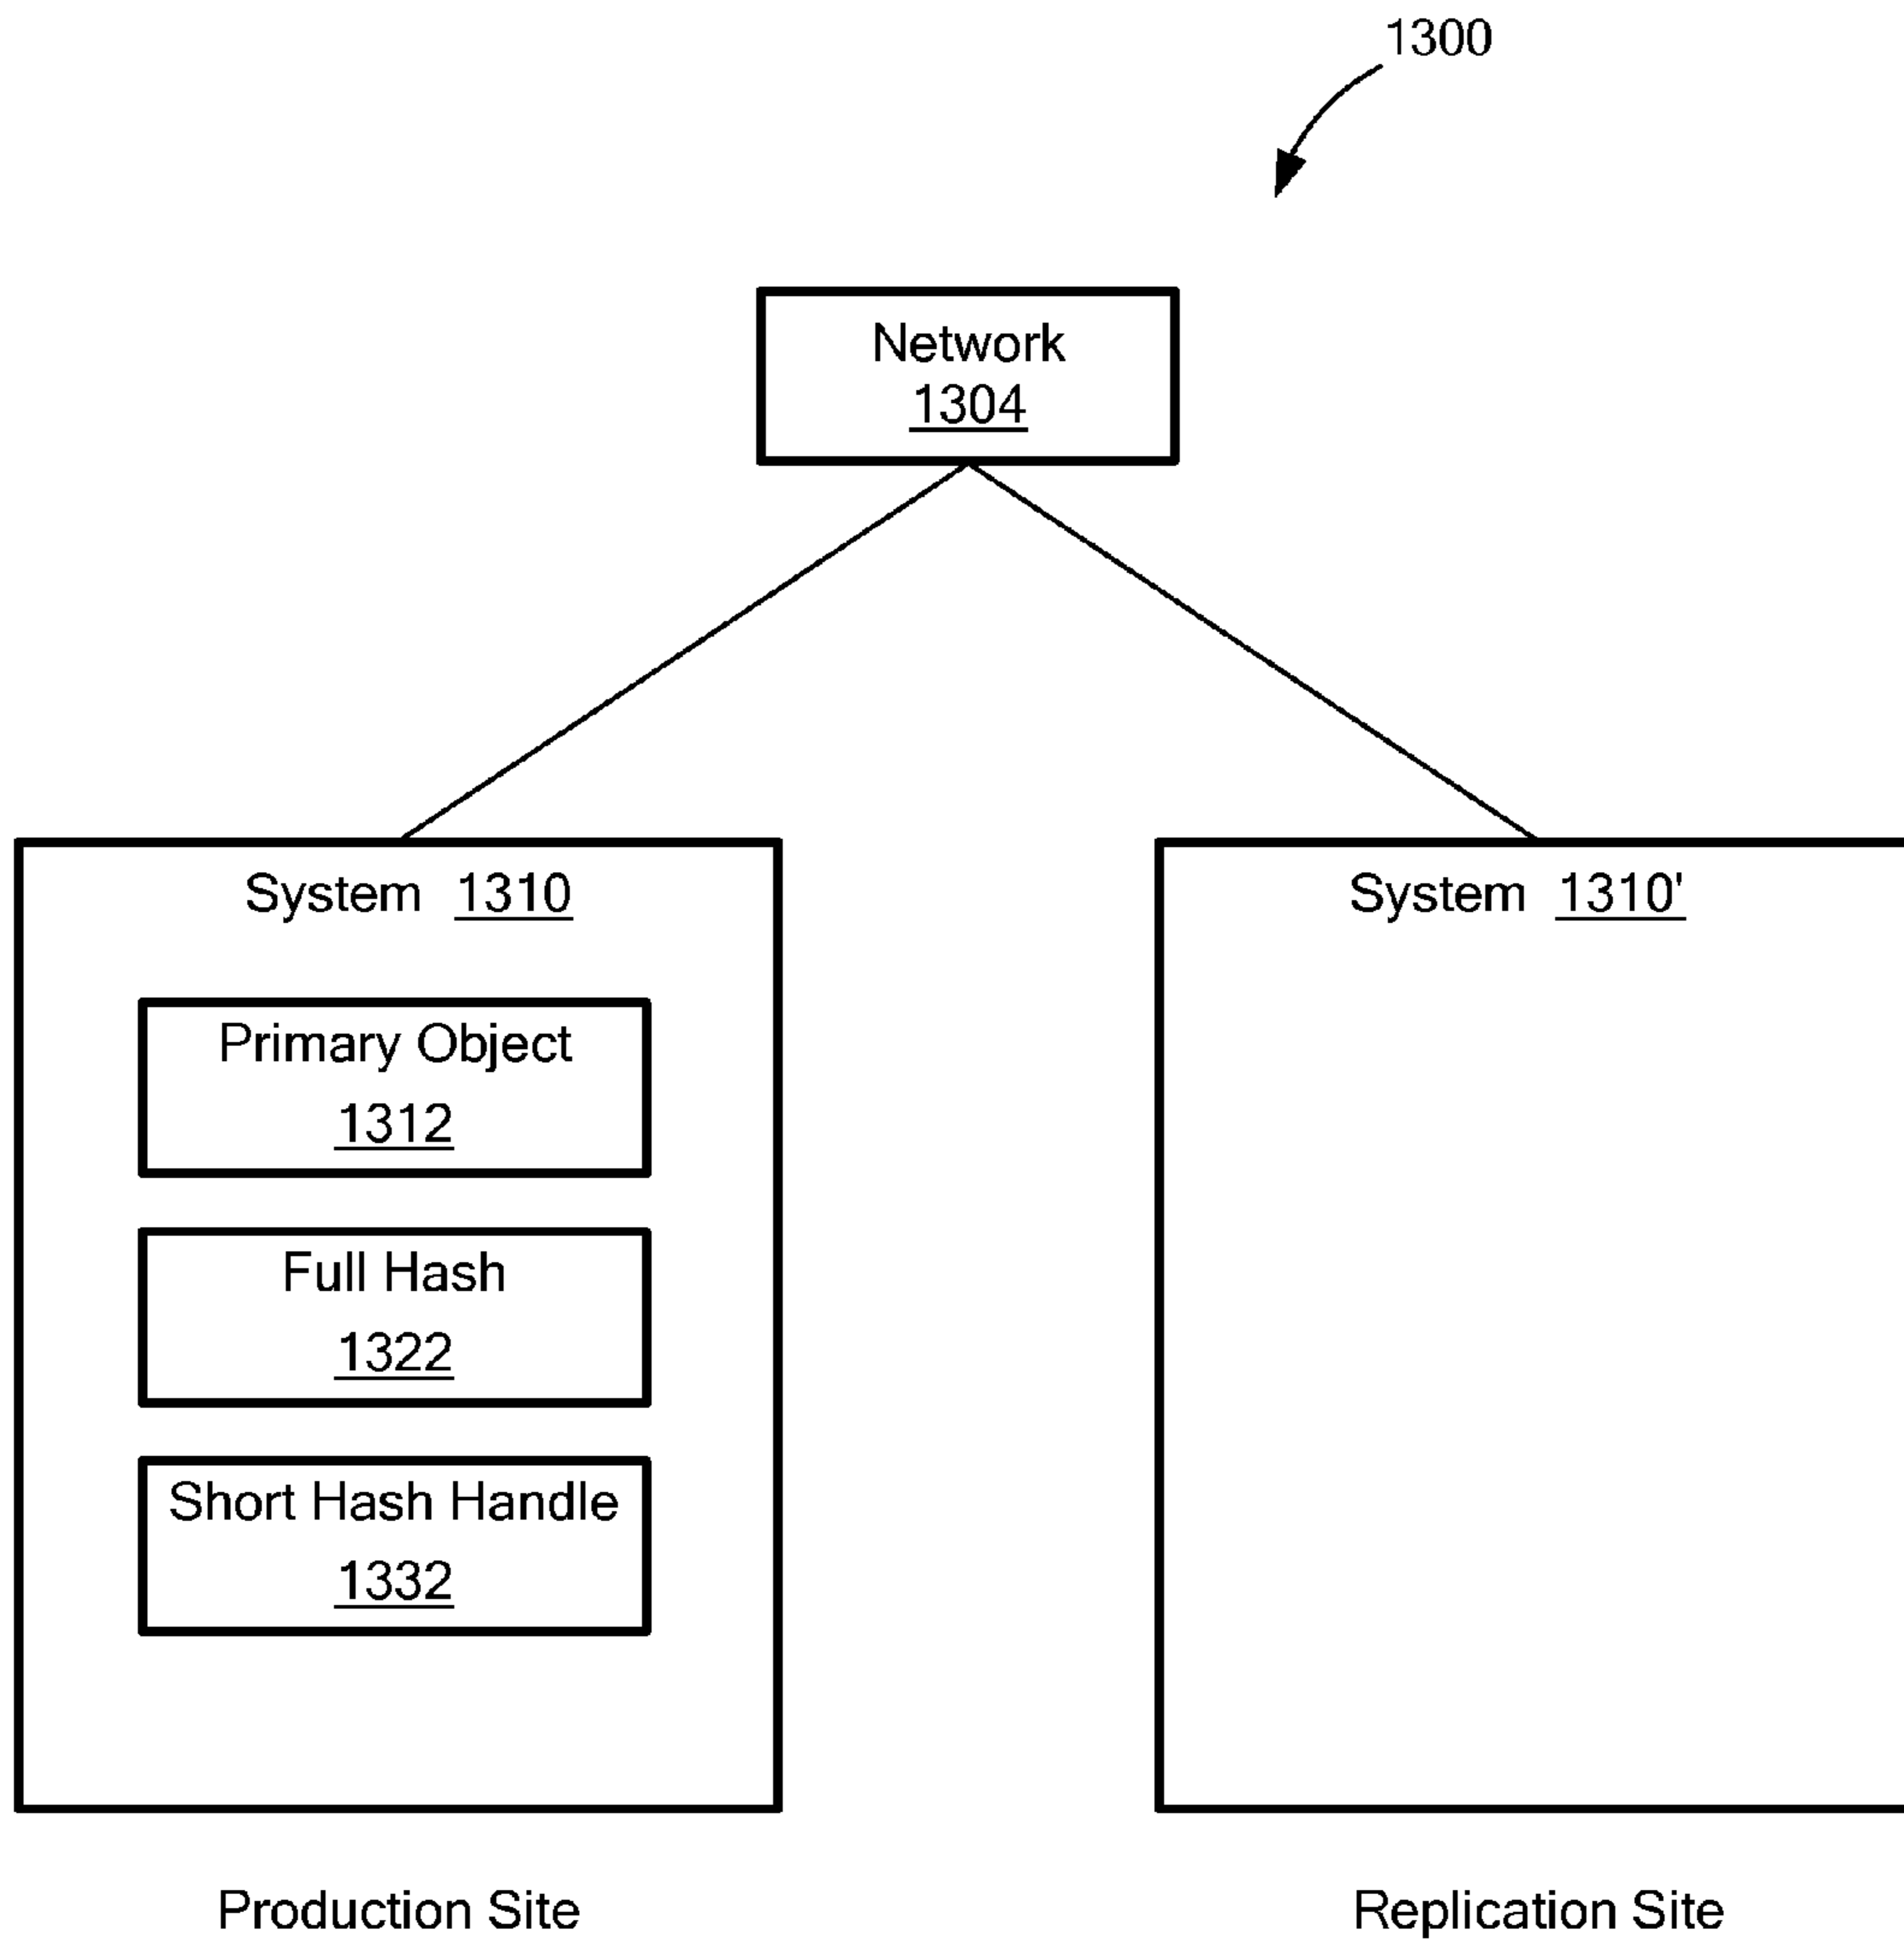 1300
Network
1304
System 1310
Primary Object
1312
Full Hash
1322
Short Hash Handle
1332
System 1310'
Production Site
Replication Site